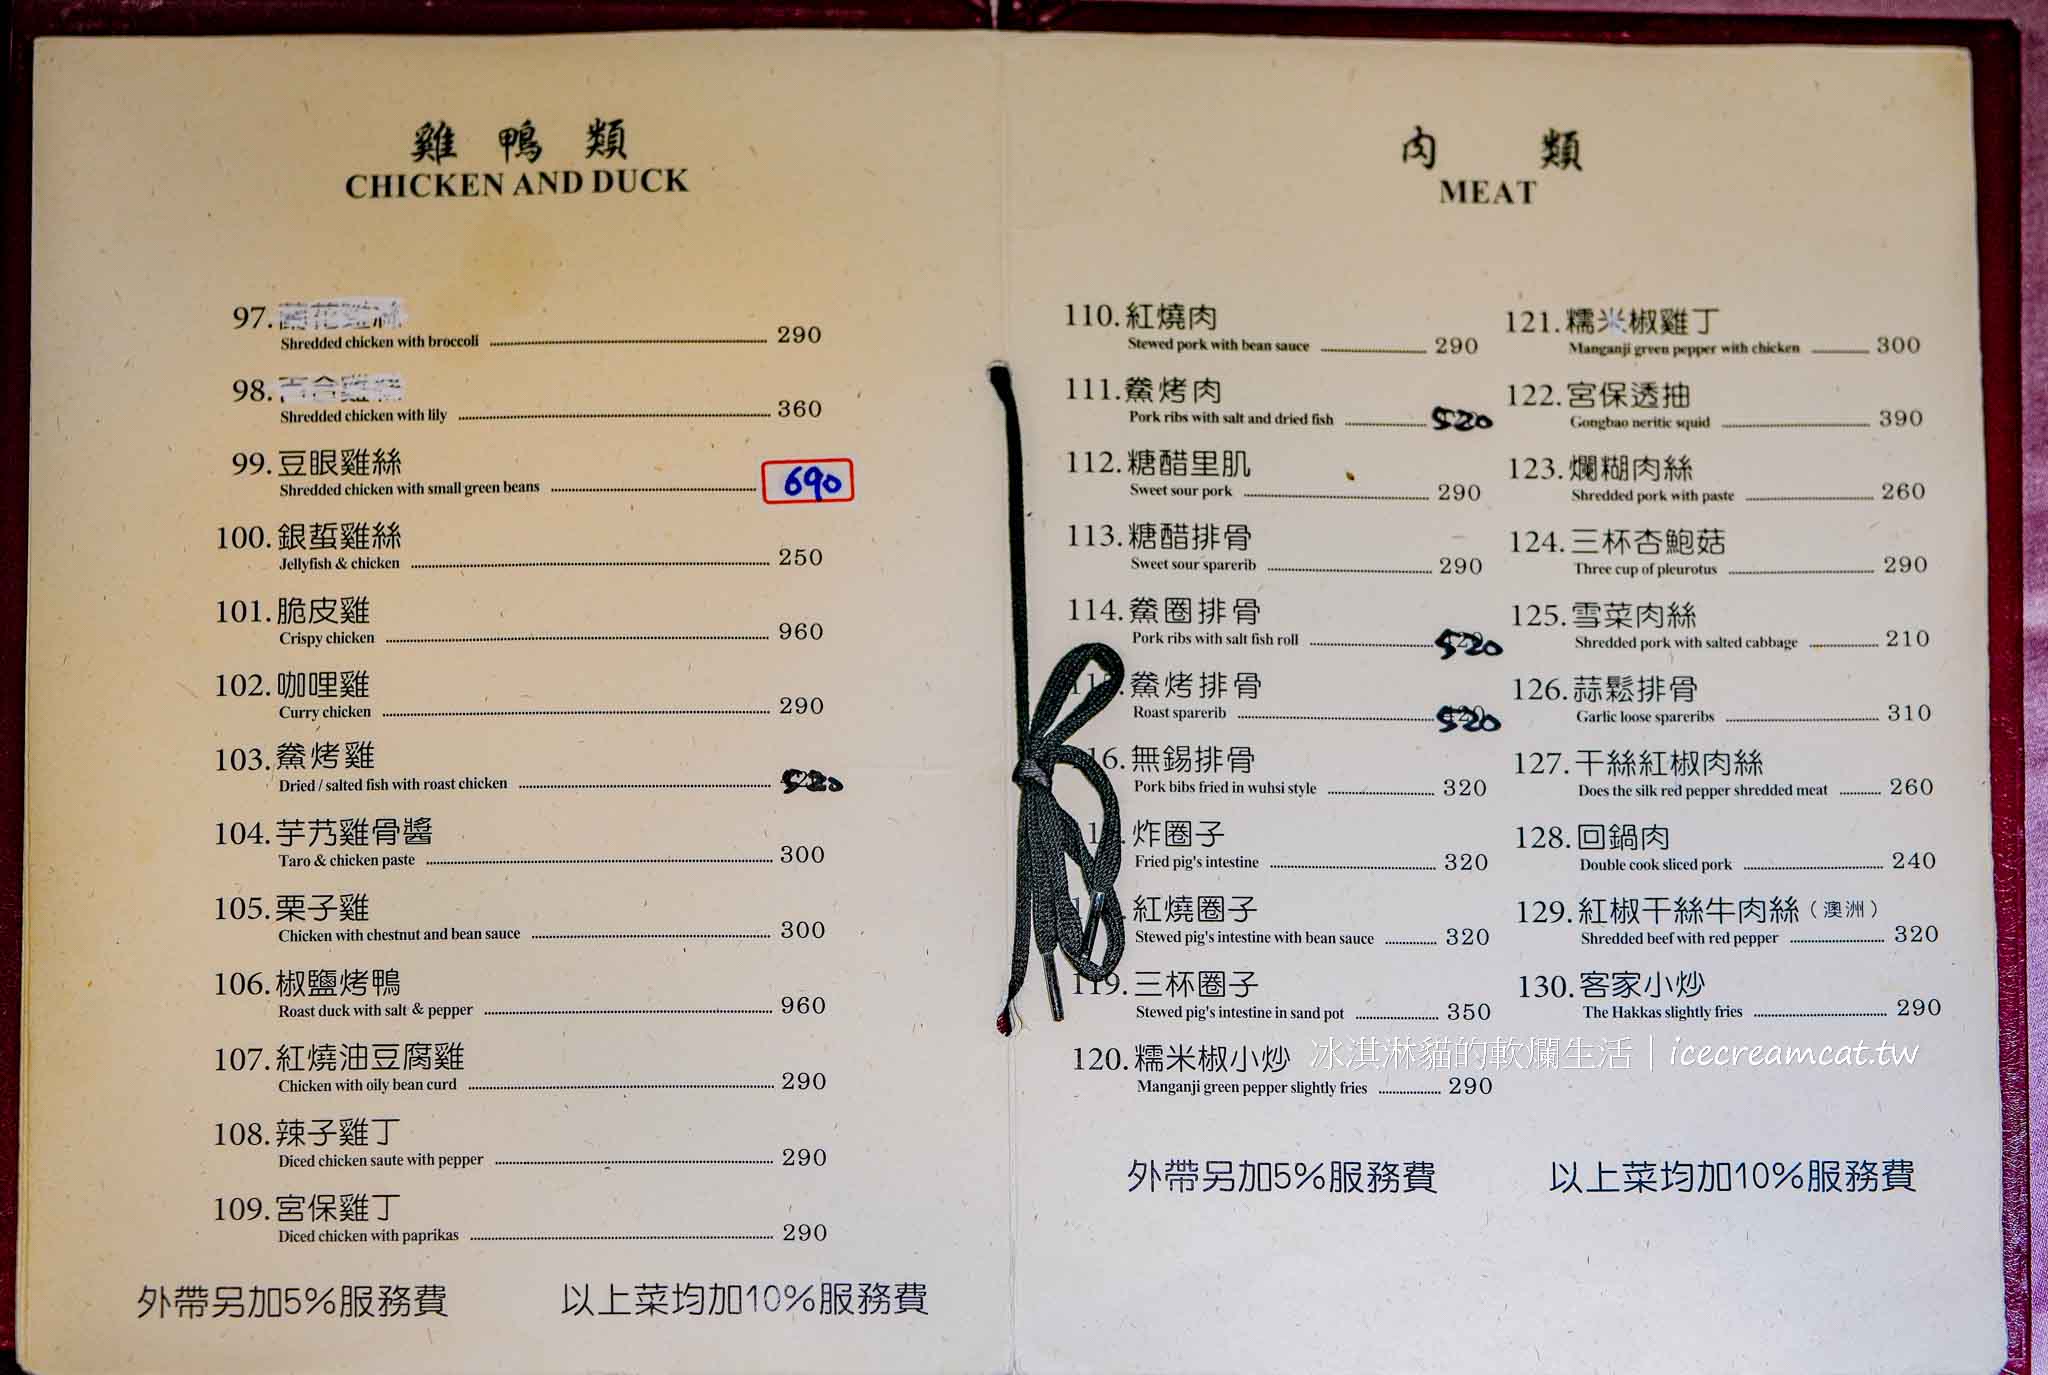 雞鴨類
CHICKEN AND DUCK
97.
Shredded chicken with broccoli 290
98.
Shredded chicken with lily 360
99. 豆眼雞絲
Shredded chicken with small green beans 690
100. 銀蜇雞絲
Jellyfish & chicken 250
101. 脆皮雞
Crispy chicken 960
102. 咖哩雞
Curry chicken 290
103. 鯗烤雞
Dried / salted fish with roast chicken 520
104. 芋艿雞骨醬
Taro & chicken paste 300
105. 栗子雞
Chicken with chestnut and bean sauce 300
106. 椒鹽烤鴨
Roast duck with salt & pepper 960
107. 紅燒油豆腐雞
Chicken with oily bean curd 290
108. 辣子雞丁
Diced chicken saute with pepper 290
109. 宮保雞丁
Diced chicken with paprikas 290
外帶另加5%服務費 以上菜均加10%服務費
肉類
MEAT
110. 紅燒肉
Stewed pork with bean sauce 290
111. 鯗烤肉
Pork ribs with salt and dried fish 520
112. 糖醋里肌
Sweet sour pork 290
113. 糖醋排骨
Sweet sour sparerib 290
114. 鯗圈排骨
Pork ribs with salt fish roll 520
鯗烤排骨
Roast sparerib 520
6. 無錫排骨
Pork bibs fried in wuhsi style 320
炸圈子
Fried pig's intestine 320
紅燒圈子
Stewed pig's intestine with bean sauce 320
119. 三杯圈子
Stewed pig's intestine in sand pot 350
120. 糯米椒小炒
Manganji green pepper slightly fries 290
121. 糯米椒雞丁
Manganji green pepper with chicken 300
122. 宮保透抽
Gongbao neritic squid 390
123. 爛糊肉絲
Shredded pork with paste 260
124. 三杯杏鮑菇
Three cup of pleurotus 290
125. 雪菜肉絲
Shredded pork with salted cabbage 210
126. 蒜鬆排骨
Garlic loose spareribs 310
127. 干絲紅椒肉絲
Does the silk red pepper shredded meat 260
128. 回鍋肉
Double cook sliced pork 240
129. 紅椒干絲牛肉絲（澳洲）
Shredded beef with red pepper 320
130. 客家小炒
The Hakkas slightly fries 290
冰淇淋貓的軟爛生活 | icecreamcat.tw
外帶另加5%服務費 以上菜均加10%服務費